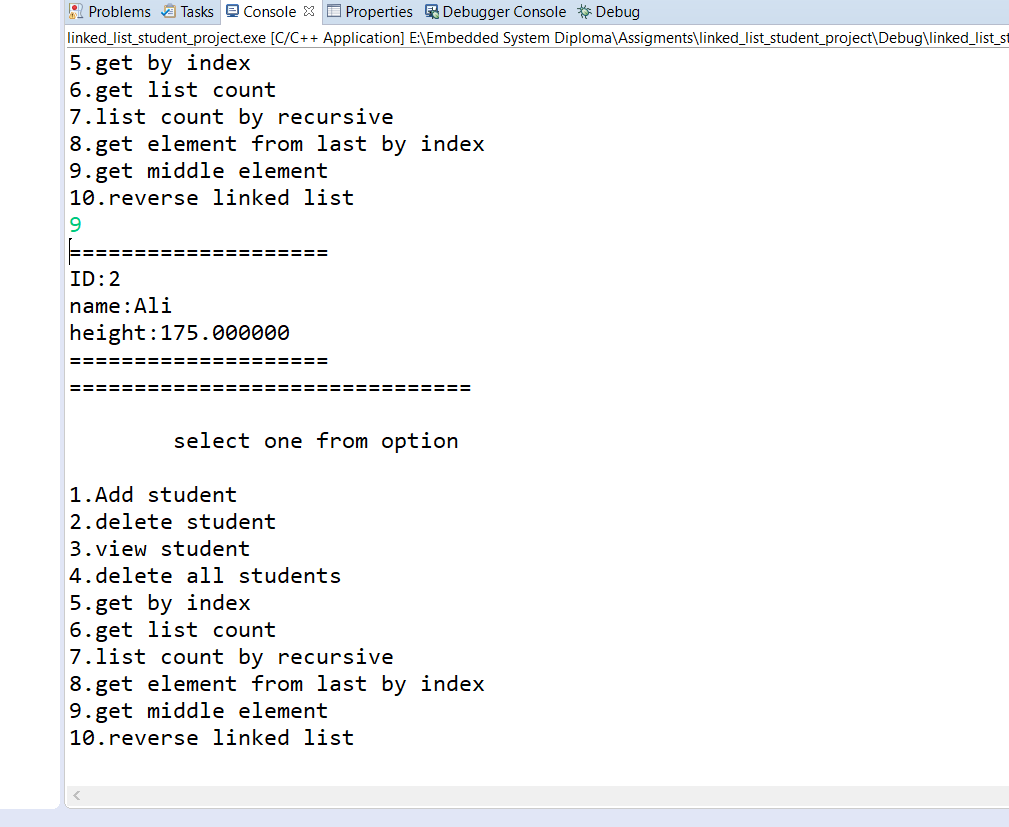 Problems Tasks Console Properties Debugger Console Debug
linked_list_student_project.exe [C/C++ Application] E:\Embedded System Diploma\Assigments\linked_list_student_project\Debug\linked_list_st
5.get by index
6.get list count
7.list count by recursive
8.get element from last by index
9.get middle element
10.reverse linked list
9
====================
ID:2
name:Ali
height:175.000000
====================
===============================
select one from option
1.Add student
2.delete student
3.view student
4.delete all students
5.get by index
6.get list count
7.list count by recursive
8.get element from last by index
9.get middle element
10.reverse linked list